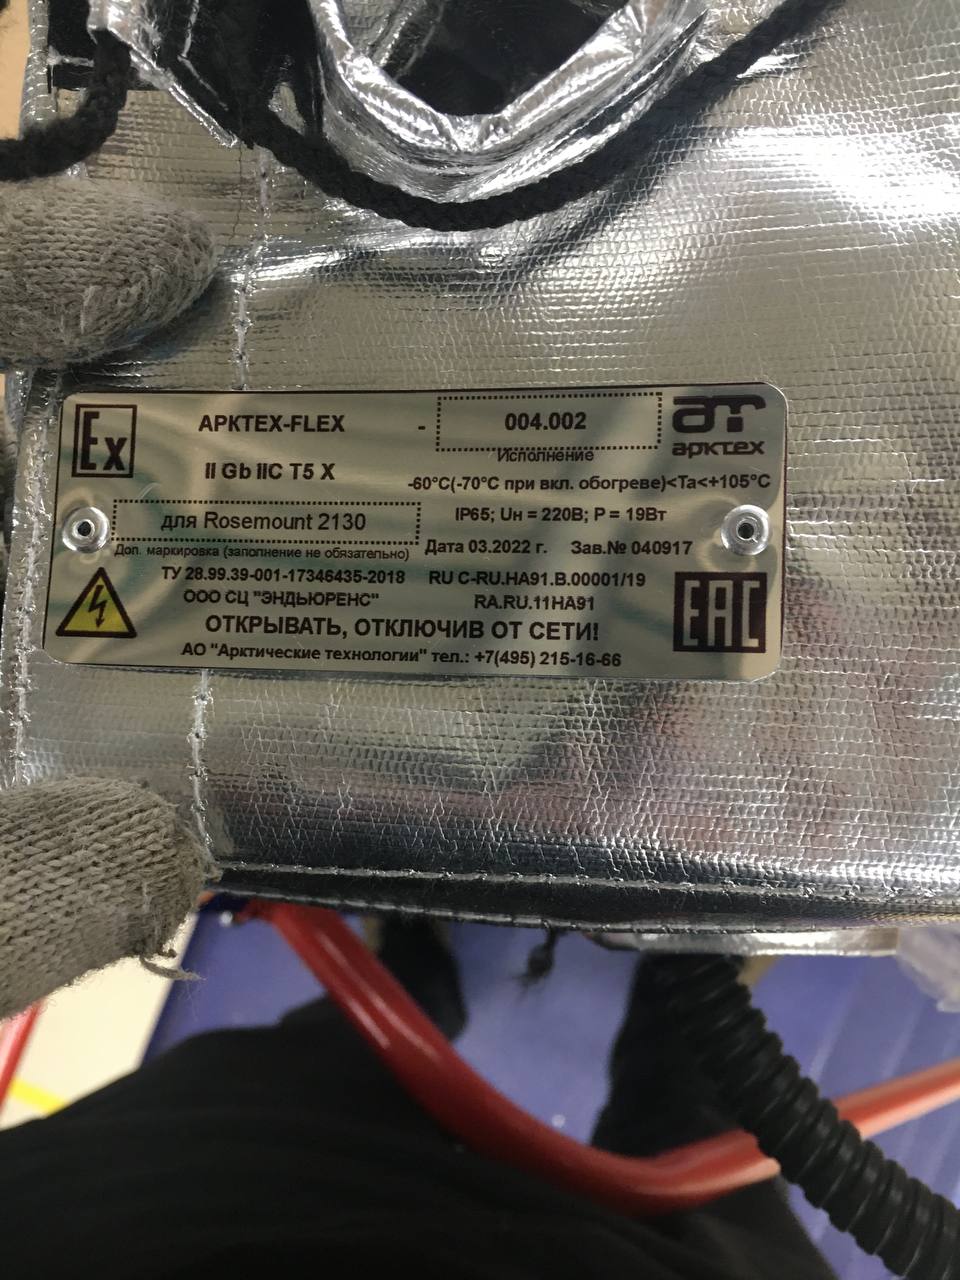 Ex
АРКТЕХ-FLEX - 004.002
Исполнение
ат
арктех
II Gb IIC T5 X
-60°C(-70°C при вкл. обогреве)<Ta<+105°C
для Rosemount 2130
IP65; Uн = 220В; Р = 19Вт
Доп. маркировка (заполнение не обязательно)
Дата 03.2022 г. Зав.№ 040917
ТУ 28.99.39-001-17346435-2018 RU C-RU.HA91.B.00001/19
ООО СЦ "ЭНДЬЮРЕНС" RA.RU.11HA91
EAC
ОТКРЫВАТЬ, ОТКЛЮЧИВ ОТ СЕТИ!
АО "Арктические технологии" тел.: +7(495) 215-16-66